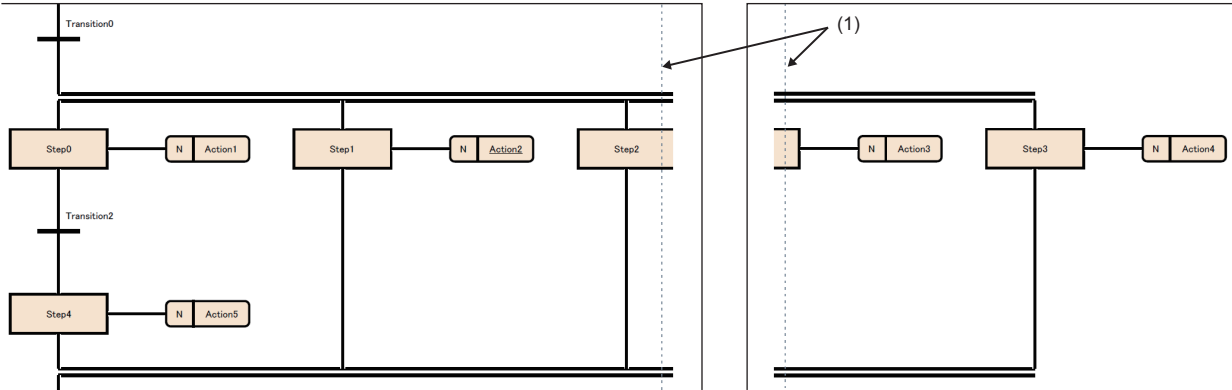 Transition0
(1)
Step0 N Action1 Step1 N Action2 Step2 N Action3 Step3 N Action4
Transition2
Step4 N Action5